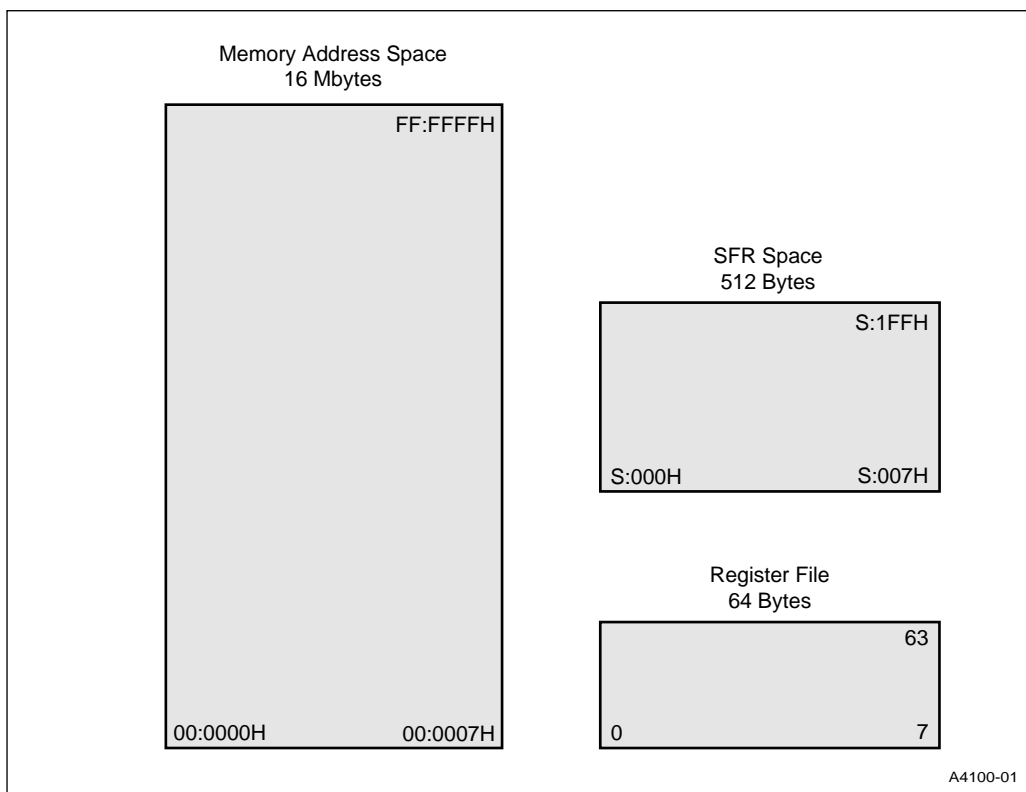 Memory Address Space
16 Mbytes
FF:FFFFH
00:0000H 00:0007H
SFR Space
512 Bytes
S:1FFH
S:000H S:007H
Register File
64 Bytes
63
0 7
A4100-01